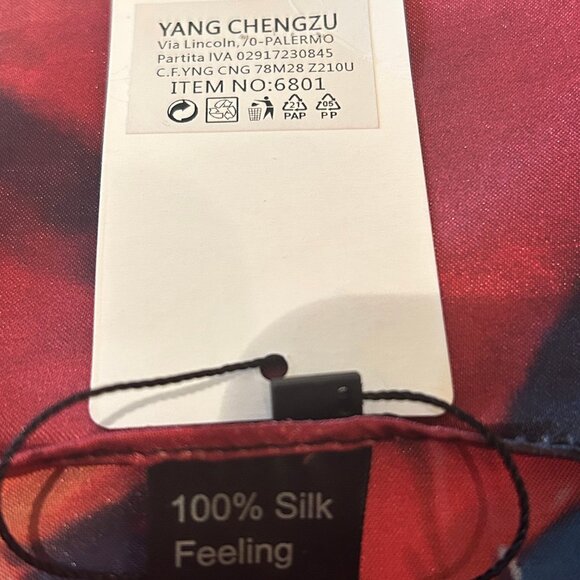 YANG CHENGZU
Via Lincoln,70-PALERMO
Partita IVA 02917230845
C.F.YNG CNG 78M28 Z210U
ITEM NO:6801
21 05
PAP PP
100% Silk
Feeling